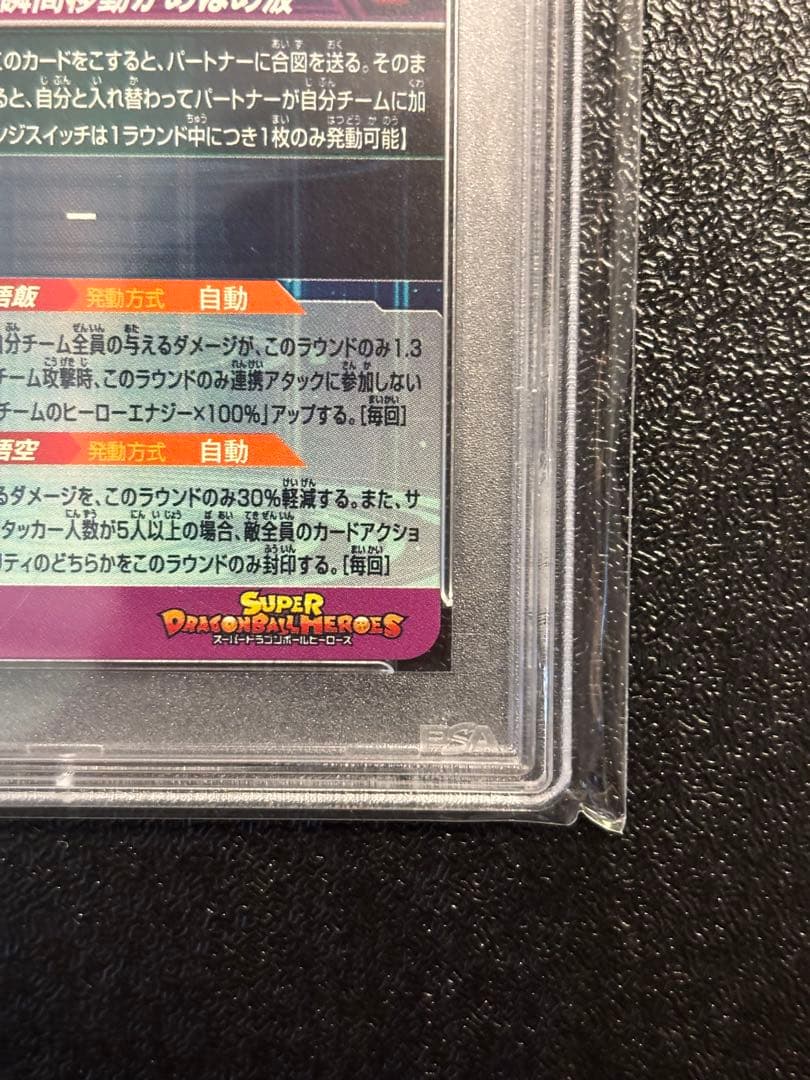 瞬間移動かめはめ波
このカードをこすると、パートナーに合図を送る。そのま
ると、自分と入れ替わってパートナーが自分チームに加
ンジスイッチは1ラウンド中につき1枚のみ発動可能】
ー
悟飯 発動方式 自動
分チーム全員の与えるダメージが、このラウンドのみ1.3
チーム攻撃時、このラウンドのみ連携アタックに参加しない
チームのヒーローエナジー×100%」アップする。[毎回]
悟空 発動方式 自動
るダメージを、このラウンドのみ30%軽減する。また、サ
タッカー人数が5人以上の場合、敵全員のカードアクショ
リティのどちらかをこのラウンドのみ封印する。[毎回]
SUPER
DRAGONBALL HEROES
スーパードラゴンボールヒーローズ
PSA